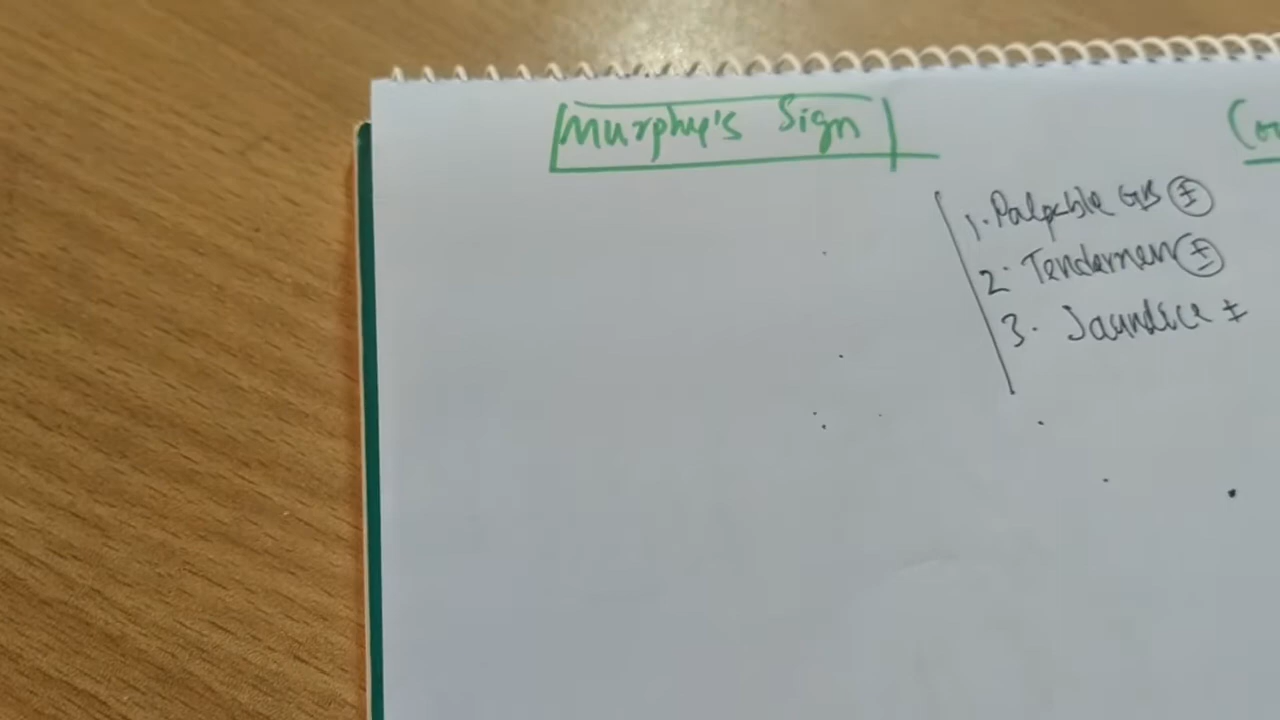 Murphy's Sign
1. Palpable GB ±
2. Tenderness ±
3. Jaundice ±